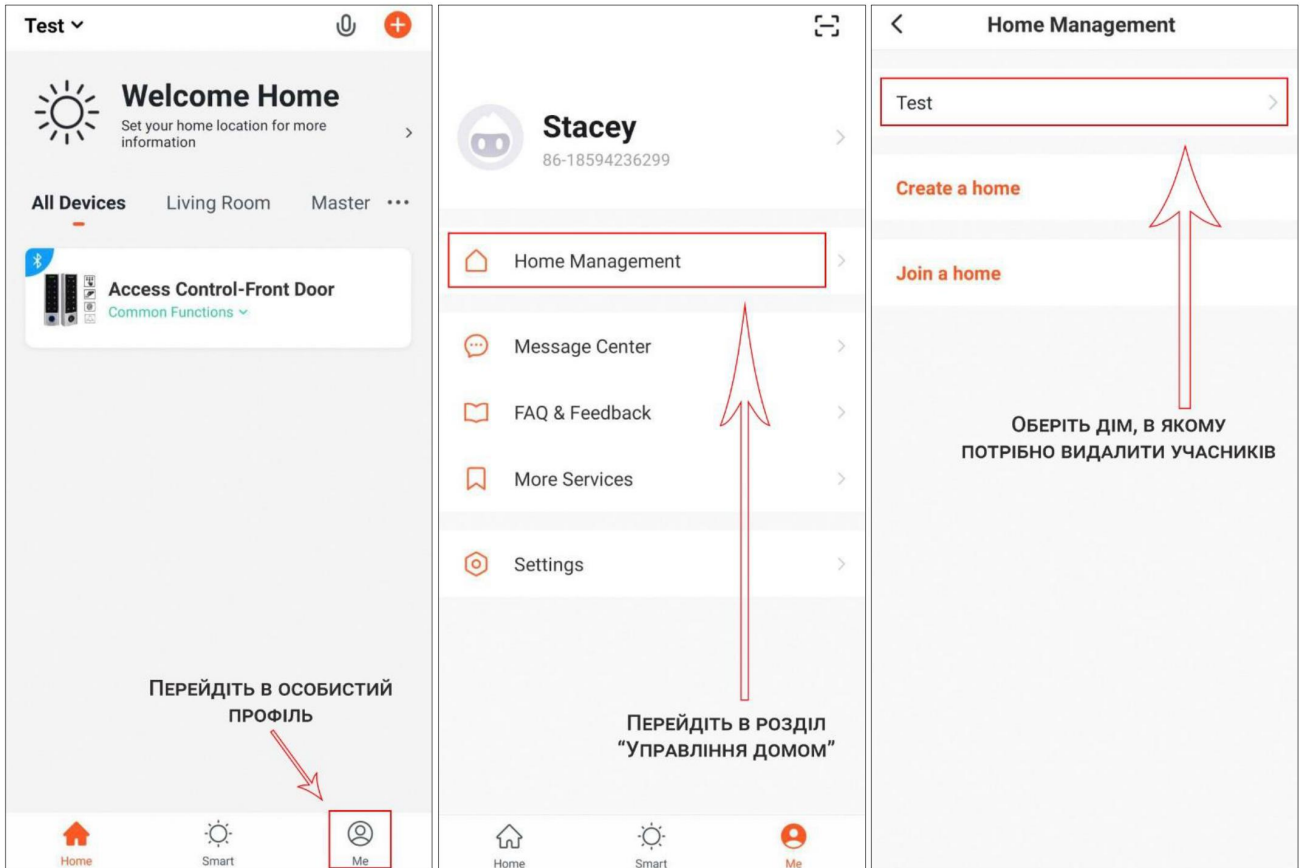 Test
Welcome Home
Set your home location for more
information
All Devices
Living Room
Master
Access Control-Front Door
Common Functions
ПЕРЕЙДІТЬ В ОСОБИСТИЙ
ПРОФІЛЬ
Home
Smart
Me
Stacey
86-18594236299
Home Management
Message Center
FAQ & Feedback
More Services
Settings
ПЕРЕЙДІТЬ В РОЗДІЛ
“УПРАВЛІННЯ ДОМОМ”
Home
Smart
Me
Home Management
Test
Create a home
Join a home
ОБЕРІТЬ ДІМ, В ЯКОМУ
ПОТРІБНО ВИДАЛИТИ УЧАСНИКІВ